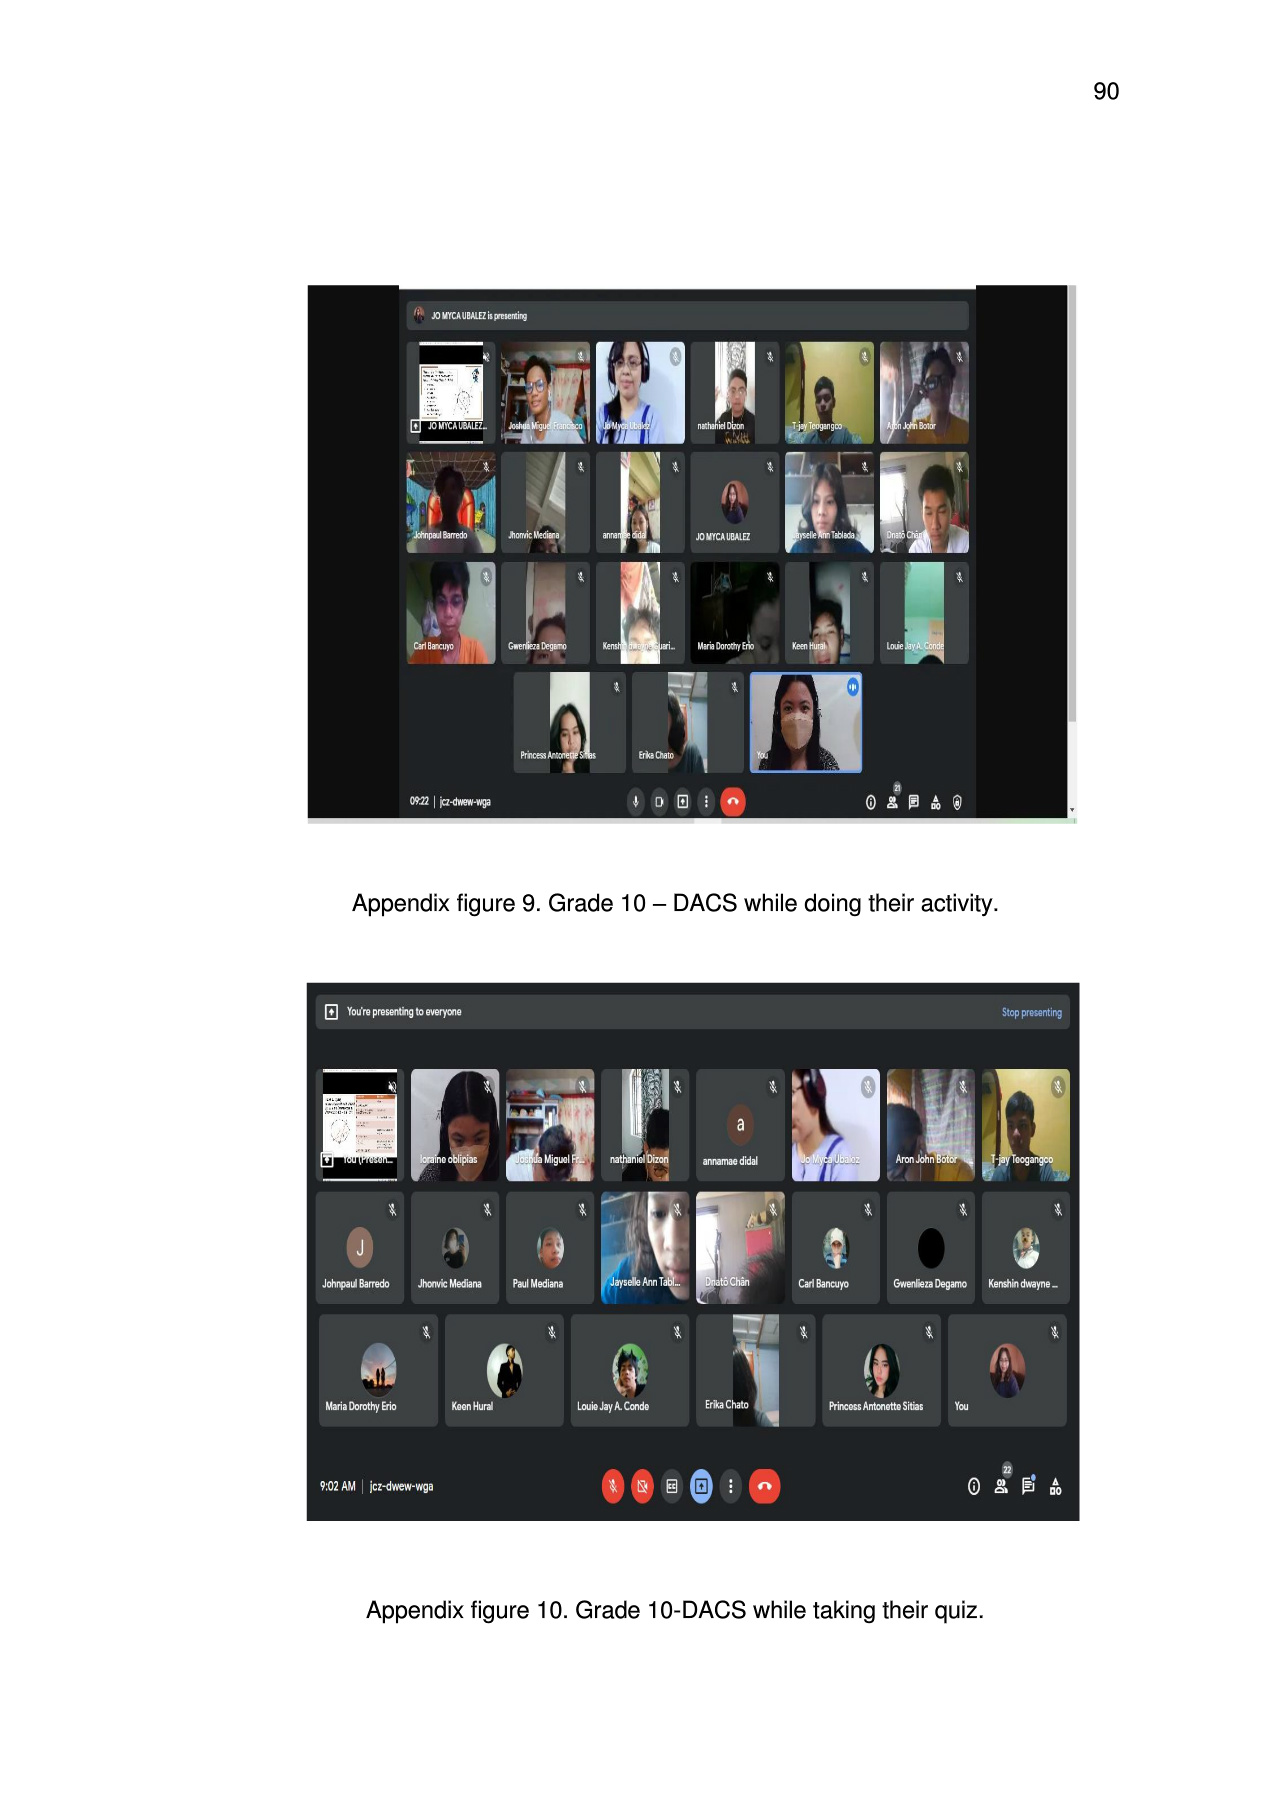 90
JO MYCA UBALEZ is presenting
JO MYCA UBALEZ...
Joshua Miguel Francisco
Jo Myca Ubalez
nathaniel Dizon
T-jay Teogangco
Aron John Botor
Johnpaul Barredo
Jhonvic Mediana
annamae didal
JO MYCA UBALEZ
Jayselle Ann Tablada
Dnatô Chân
Carl Bancuyo
Gwenlieza Degamo
Kenshin dwayne Guari...
Maria Dorothy Erio
Keen Hural
Louie Jay A. Conde
Princess Antonette Sitias
Erika Chato
You
21
09:22 | jcz-dwew-wga
Appendix figure 9. Grade 10 – DACS while doing their activity.
You're presenting to everyone
Stop presenting
You (Presen...
loraine oblipias
Joshua Miguel Fr...
nathaniel Dizon
a
annamae didal
Jo Myca Ubalez
Aron John Botor
T-jay Teogangco
J
Johnpaul Barredo
Jhonvic Mediana
Paul Mediana
Jayselle Ann Tabl...
Dnatô Chân
Carl Bancuyo
Gwenlieza Degamo
Kenshin dwayne ...
Maria Dorothy Erio
Keen Hural
Louie Jay A. Conde
Erika Chato
Princess Antonette Sitias
You
22
9:02 AM | jcz-dwew-wga
Appendix figure 10. Grade 10-DACS while taking their quiz.